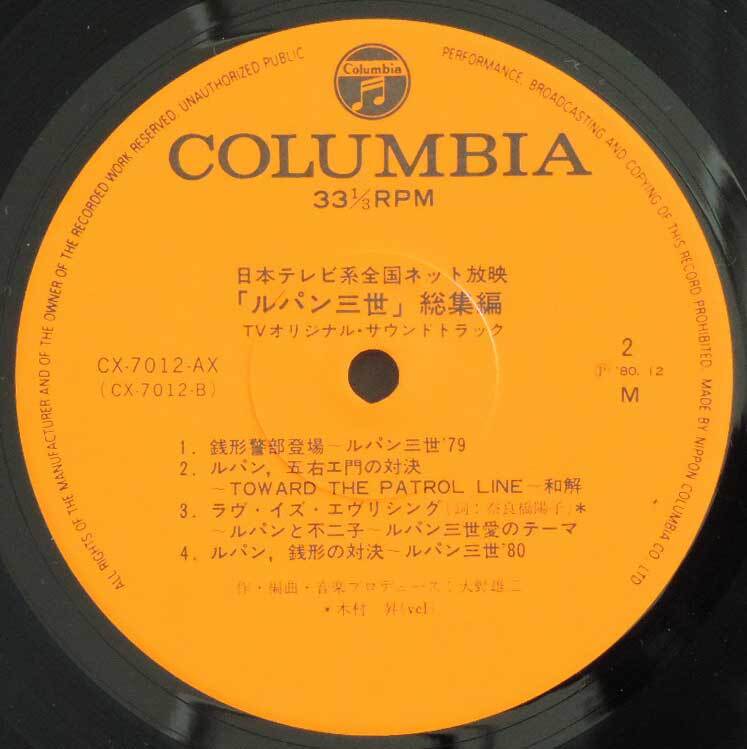 ALL RIGHTS OF THE MANUFACTURER AND OF THE OWNER OF THE RECORDED WORK RESERVED. UNAUTHORIZED PUBLIC PERFORMANCE, BROADCASTING AND COPYING OF THIS RECORD PROHIBITED. MADE BY NIPPON COLUMBIA CO. LTD.
Columbia
COLUMBIA
33⅓RPM
日本テレビ系全国ネット放映
「ルパン三世」総集編
TVオリジナル・サウンドトラック
CX-7012-AX
(CX-7012-B)
2
Ⓟ '80. 12
M
1. 銭形警部登場~ルパン三世'79
2. ルパン, 五右エ門の対決
~TOWARD THE PATROL LINE~和解
3. ラヴ・イズ・エヴリシング(詞:奈良橋陽子)*
~ルパンと不二子~ルパン三世愛のテーマ
4. ルパン, 銭形の対決~ルパン三世'80
作・編曲・音楽プロデュース:大野雄二
*木村 昇(vcl)